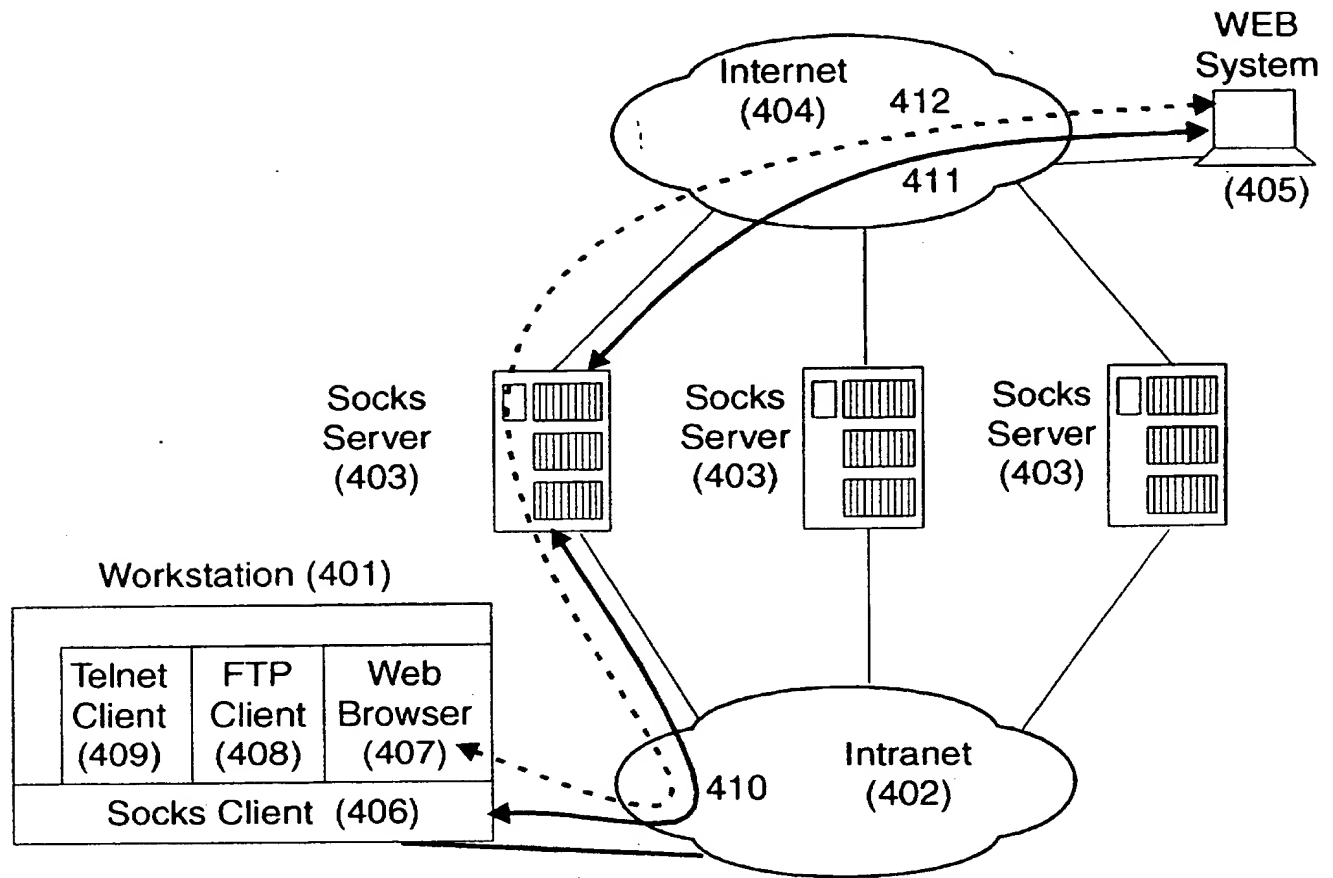 WEB
System
(405)
Internet
(404)
412
411
Socks
Server
(403)
Socks
Server
(403)
Socks
Server
(403)
Workstation (401)
Telnet
Client
(409)
FTP
Client
(408)
Web
Browser
(407)
Socks Client (406)
410
Intranet
(402)